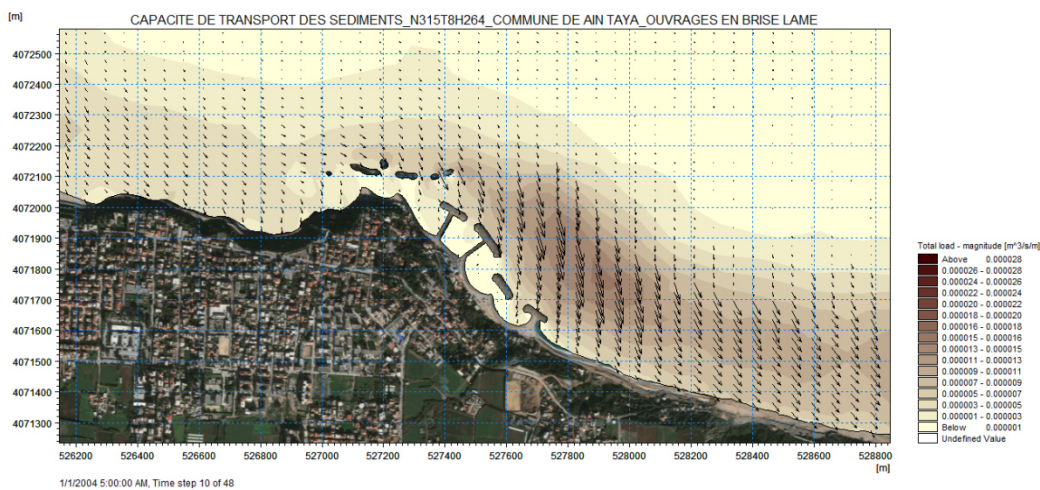 [m]
CAPACITE DE TRANSPORT DES SEDIMENTS_N315T8H264_COMMUNE DE AIN TAYA_OUVRAGES EN BRISE LAME
4072500
4072400
4072300
4072200
4072100
4072000
4071900
4071800
4071700
4071600
4071500
4071400
4071300
526200 526400 526600 526800 527000 527200 527400 527600 527800 528000 528200 528400 528600 528800
[m]
Total load - magnitude [m^3/s/m]
Above 0.000028
0.000026 - 0.000028
0.000024 - 0.000026
0.000022 - 0.000024
0.000020 - 0.000022
0.000018 - 0.000020
0.000016 - 0.000018
0.000015 - 0.000016
0.000013 - 0.000015
0.000011 - 0.000013
0.000009 - 0.000011
0.000007 - 0.000009
0.000005 - 0.000007
0.000003 - 0.000005
0.000001 - 0.000003
Below 0.000001
Undefined Value
1/1/2004 5:00:00 AM, Time step 10 of 48